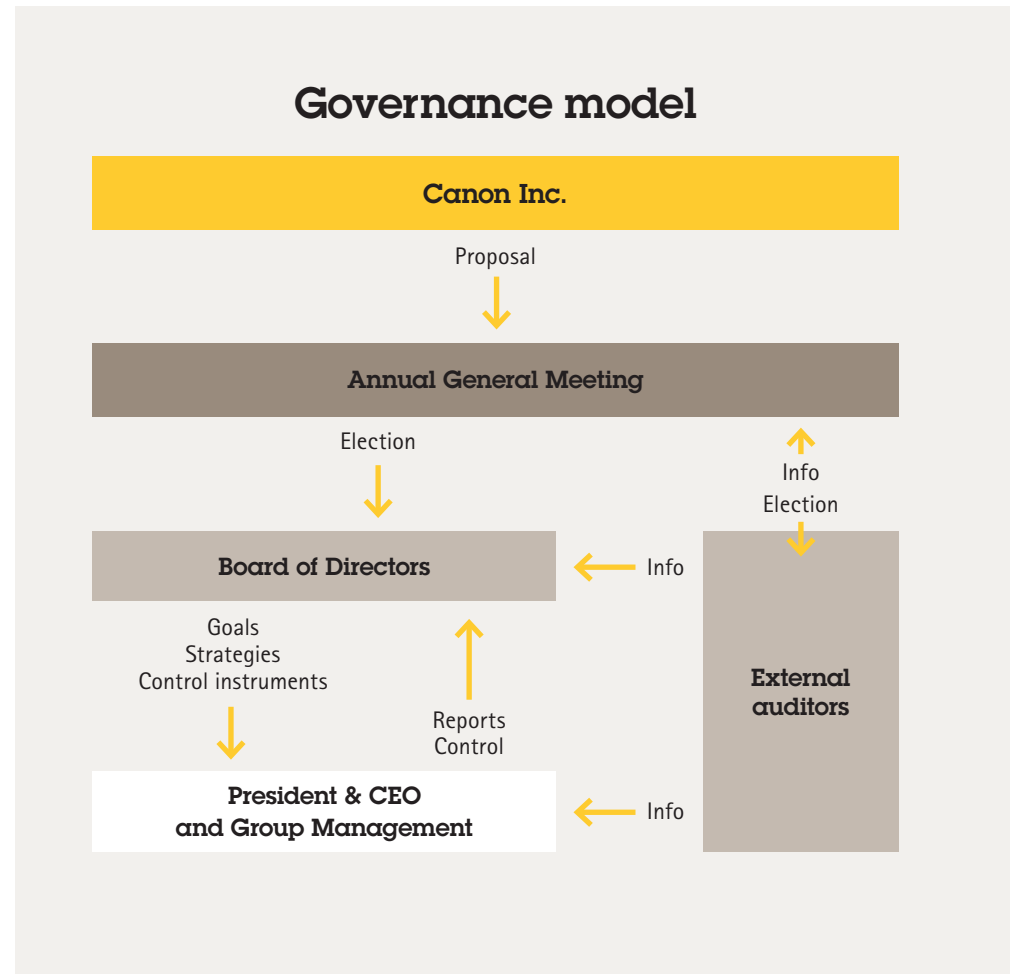 Governance model
Canon Inc.
Proposal
Annual General Meeting
Election
Info
Election
Board of Directors
Info
Goals
Strategies
Control instruments
Reports
Control
External
auditors
President & CEO
and Group Management
Info